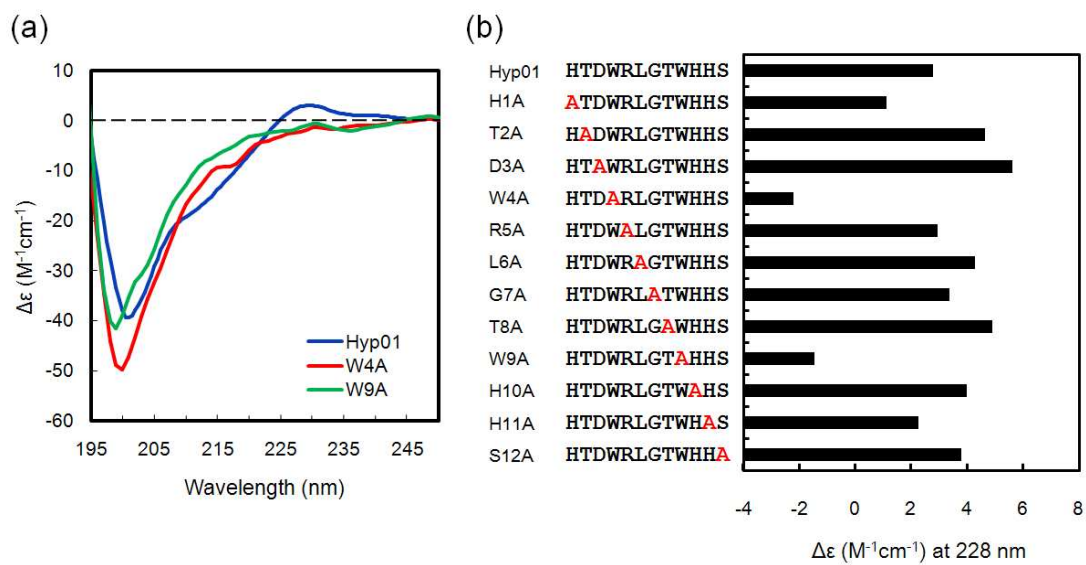 (a)
10
0
-10
-20
-30
-40
-50
-60
Δε (M-1cm-1)
Hyp01
W4A
W9A
195 205 215 225 235 245
Wavelength (nm)
(b)
Hyp01 HTDWRLGTWHHS
H1A ATDWRLGTWHHS
T2A HADWRLGTWHHS
D3A HTAWRLGTWHHS
W4A HTDARLGTWHHS
R5A HTDWALGTWHHS
L6A HTDWRAGTWHHS
G7A HTDWRLATWHHS
T8A HTDWRLGAWHHS
W9A HTDWRLGTAHHS
H10A HTDWRLGTWAHS
H11A HTDWRLGTWHAS
S12A HTDWRLGTWHHA
-4 -2 0 2 4 6 8
Δε (M-1cm-1) at 228 nm